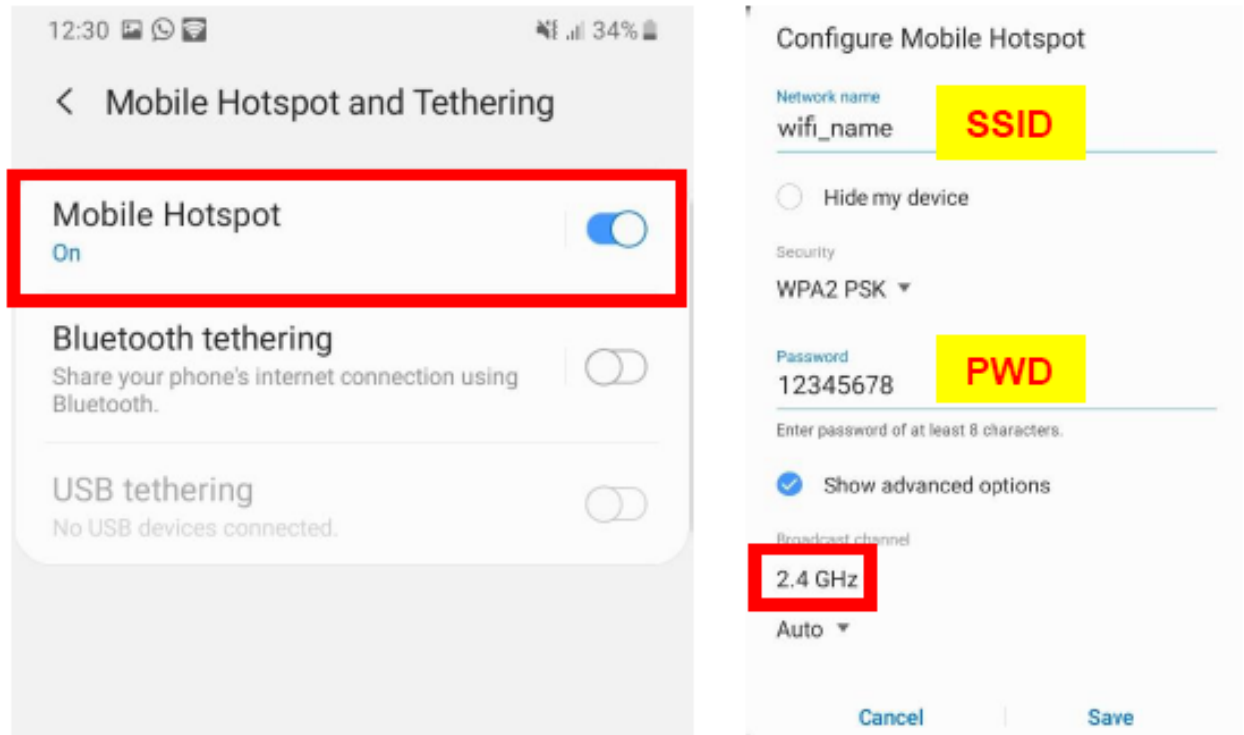 12:30 34%
Mobile Hotspot and Tethering
Mobile Hotspot
On
Bluetooth tethering
Share your phone's internet connection using
Bluetooth.
USB tethering
No USB devices connected.
Configure Mobile Hotspot
Network name
wifi_name
SSID
Hide my device
Security
WPA2 PSK
Password
12345678
PWD
Enter password of at least 8 characters.
Show advanced options
Broadcast channel
2.4 GHz
Auto
Cancel Save